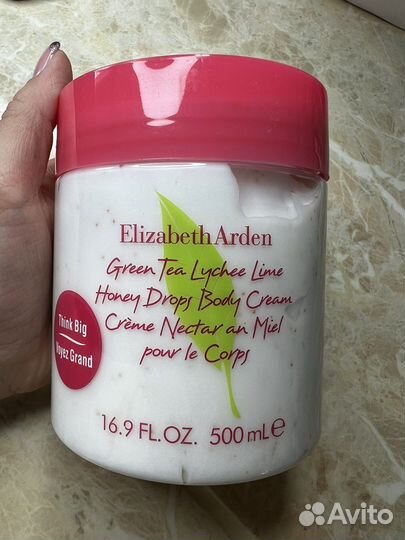 Elizabeth Arden
Green Tea Lychee Lime
Honey Drops Body Cream
Crème Nectar an Miel
pour le Corps
Think Big
Voyez Grand
16.9 FL.OZ. 500 mL℮
Avito